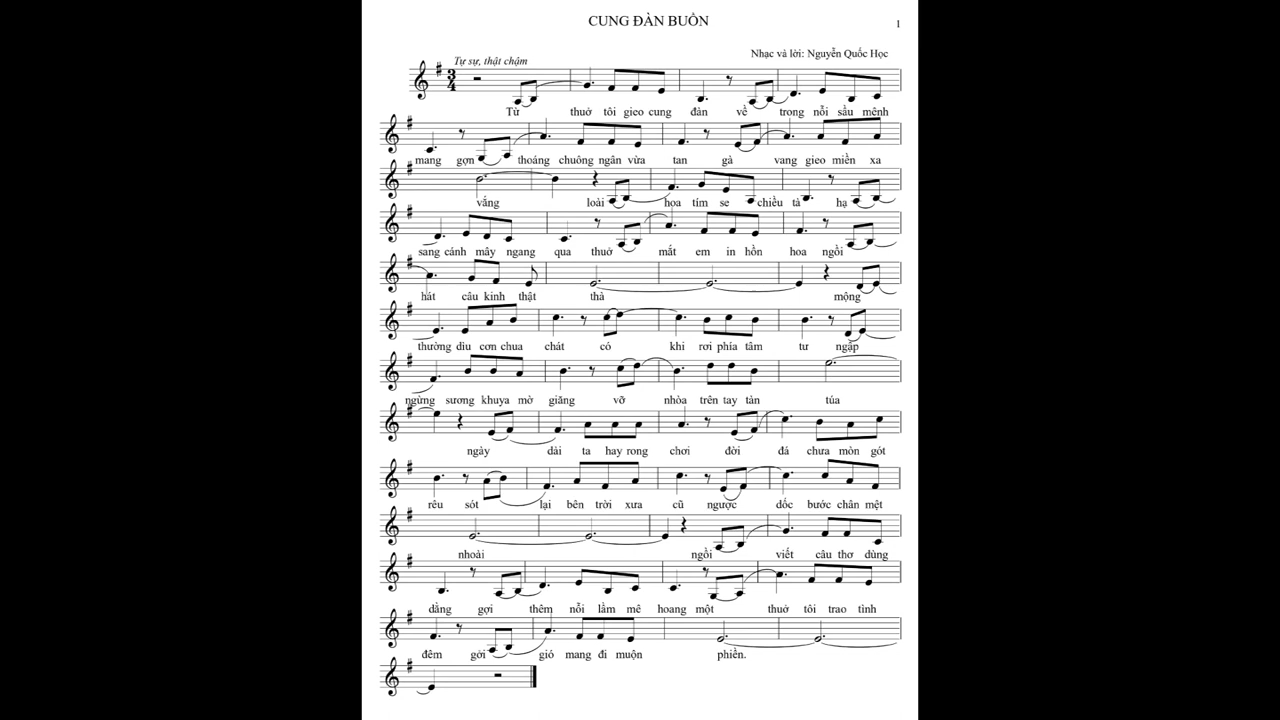 CUNG ĐÀN BUỒN
1
Nhạc và lời: Nguyễn Quốc Học
Tự sự, thật chậm
3
4
Từ thuở tôi gieo cung đàn về trong nỗi sầu mênh
mang gợn thoáng chuông ngân vừa tan gà vang gieo miền xa
vắng loài họa tím se chiều tà hạ
sang cánh mây ngang qua thuở mắt em in hồn hoa ngồi
hát câu kinh thật thà mộng
thường dìu cơn chua chát có khi rơi phía tâm tư ngập
ngừng sương khuya mờ giăng vỡ nhòa trên tay tàn túa
ngày dài ta hay rong chơi đời đá chưa mòn gót
rêu sót lại bên trời xưa cũ ngược dốc bước chân mệt
nhoài ngồi viết câu thơ dùng
dằng gợi thêm nỗi lầm mê hoang một thuở tôi trao tình
đêm gởi gió mang đi muộn phiền.